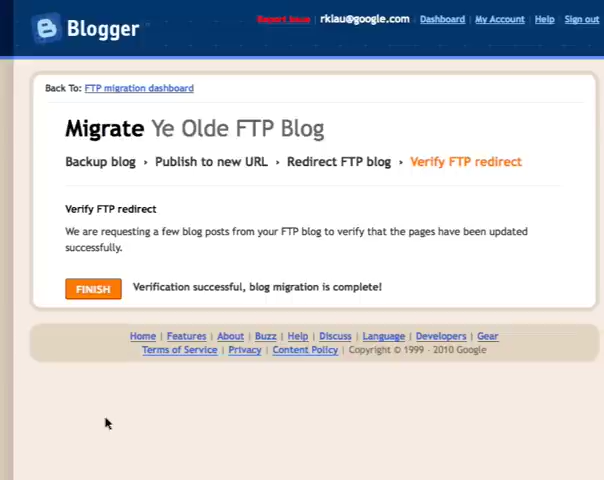 Blogger
Report Issue | rklau@google.com | Dashboard | My Account | Help | Sign out
Back To: FTP migration dashboard
Migrate Ye Olde FTP Blog
Backup blog › Publish to new URL › Redirect FTP blog › Verify FTP redirect
Verify FTP redirect
We are requesting a few blog posts from your FTP blog to verify that the pages have been updated
successfully.
FINISH Verification successful, blog migration is complete!
Home | Features | About | Buzz | Help | Discuss | Language | Developers | Gear
Terms of Service | Privacy | Content Policy | Copyright © 1999 - 2010 Google